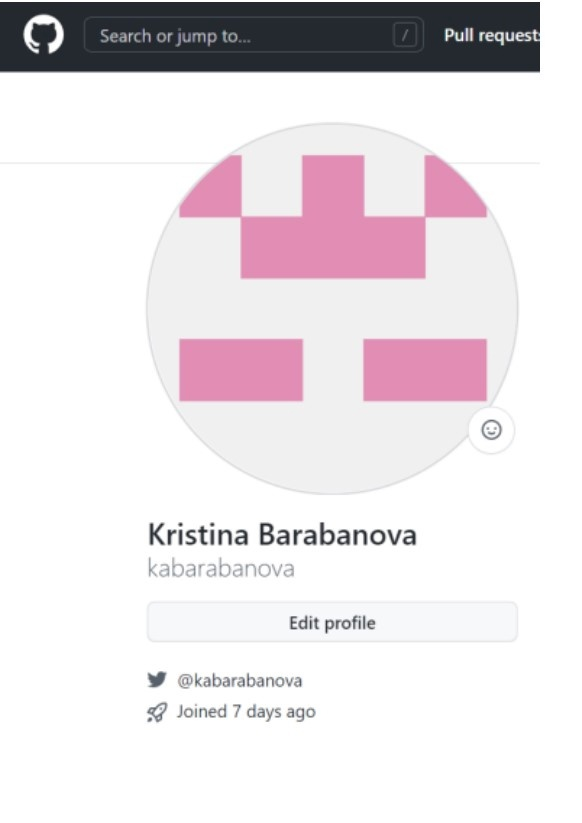 Search or jump to... /
Pull requests
Kristina Barabanova
kabarabanova
Edit profile
@kabarabanova
Joined 7 days ago